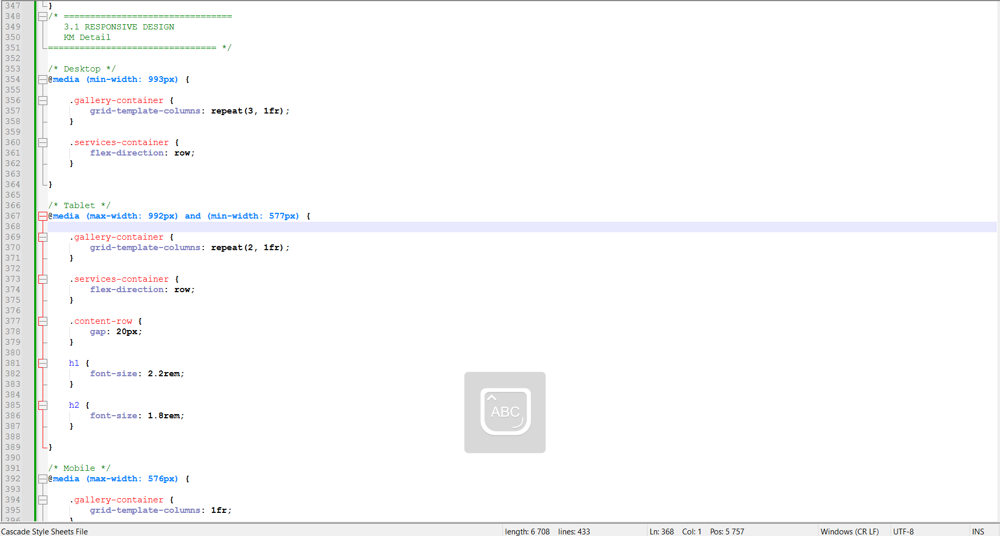 347 }
348 /* ================================
349    3.1 RESPONSIVE DESIGN
350    KM Detail
351 ================================ */
352
353 /* Desktop */
354 @media (min-width: 993px) {
355
356     .gallery-container {
357         grid-template-columns: repeat(3, 1fr);
358     }
359
360     .services-container {
361         flex-direction: row;
362     }
363
364 }
365
366 /* Tablet */
367 @media (max-width: 992px) and (min-width: 577px) {
368
369     .gallery-container {
370         grid-template-columns: repeat(2, 1fr);
371     }
372
373     .services-container {
374         flex-direction: row;
375     }
376
377     .content-row {
378         gap: 20px;
379     }
380
381     h1 {
382         font-size: 2.2rem;
383     }
384
385     h2 {
386         font-size: 1.8rem;
387     }
388
389 }
390
391 /* Mobile */
392 @media (max-width: 576px) {
393
394     .gallery-container {
395         grid-template-columns: 1fr;
396     }
ABC
Cascade Style Sheets File length: 6 708 lines: 433 Ln: 368 Col: 1 Pos: 5 757 Windows (CR LF) UTF-8 INS